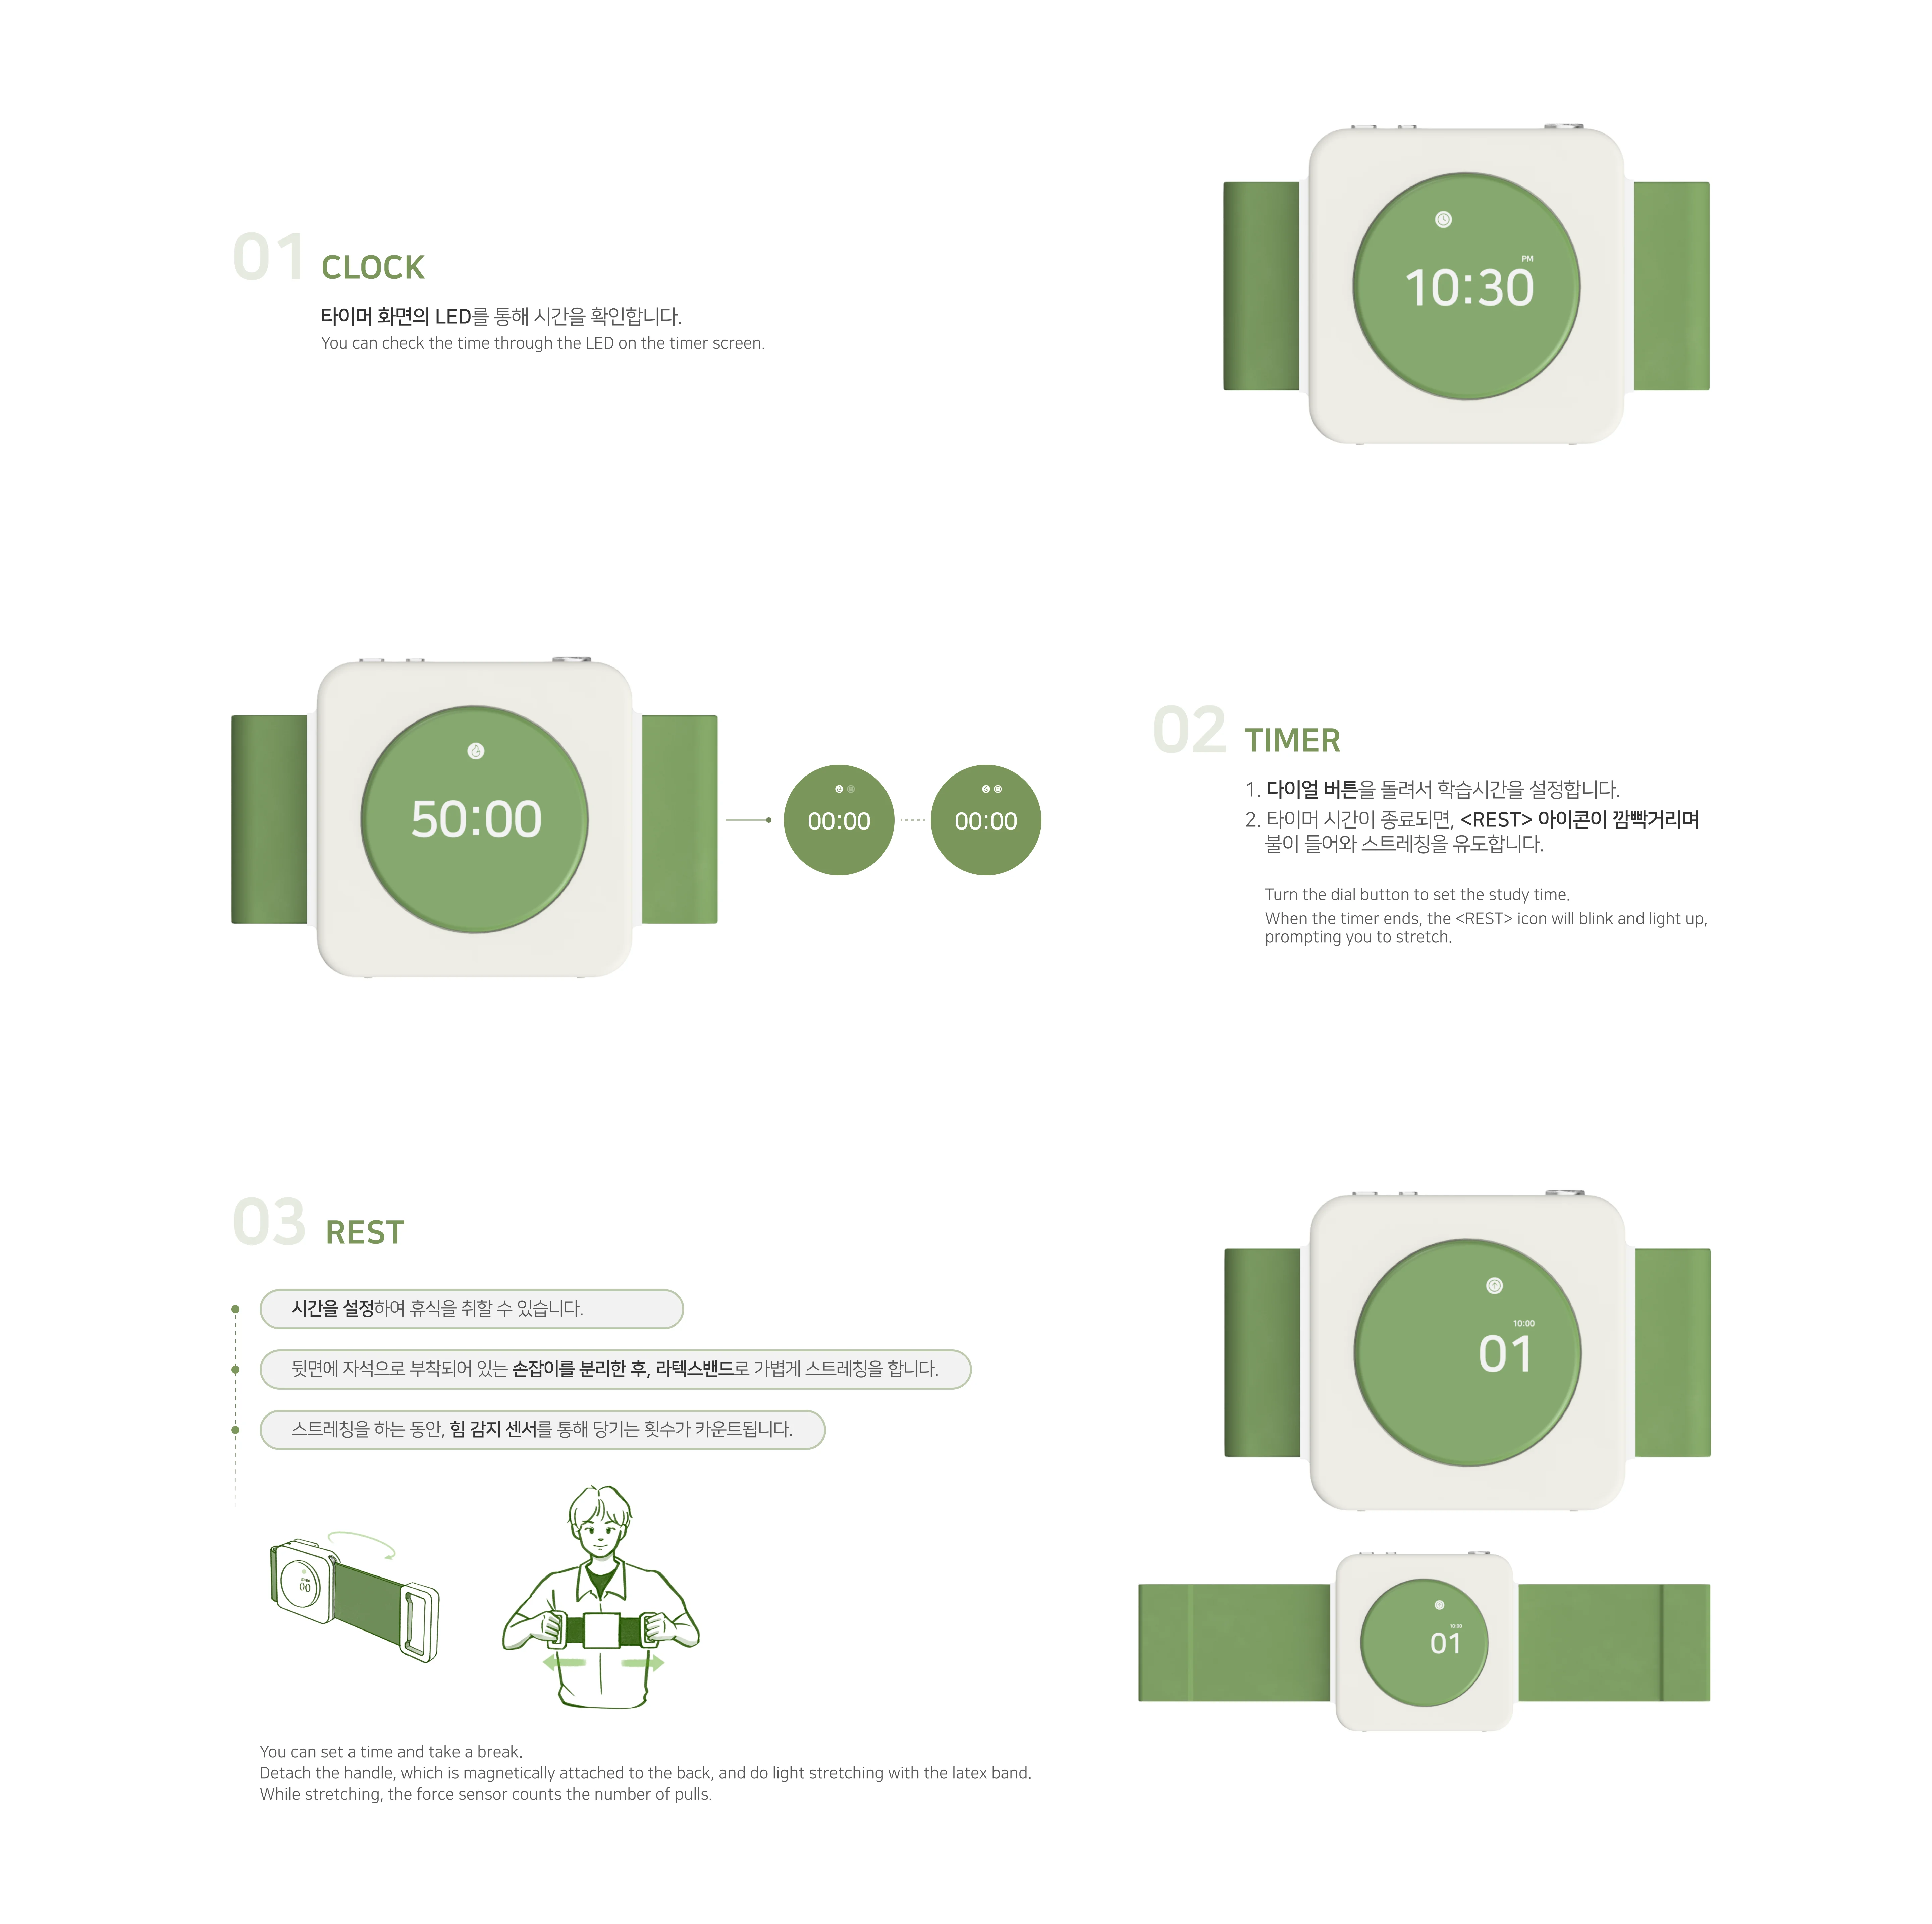 01 CLOCK
타이머 화면의 LED를 통해 시간을 확인합니다.
You can check the time through the LED on the timer screen.
PM
10:30
50:00
00:00
00:00
02 TIMER
1. 다이얼 버튼을 돌려서 학습시간을 설정합니다.
2. 타이머 시간이 종료되면, <REST> 아이콘이 깜빡거리며
불이 들어와 스트레칭을 유도합니다.
Turn the dial button to set the study time.
When the timer ends, the <REST> icon will blink and light up,
prompting you to stretch.
03 REST
시간을 설정하여 휴식을 취할 수 있습니다.
뒷면에 자석으로 부착되어 있는 손잡이를 분리한 후, 라텍스밴드로 가볍게 스트레칭을 합니다.
스트레칭을 하는 동안, 힘 감지 센서를 통해 당기는 횟수가 카운트됩니다.
00
You can set a time and take a break.
Detach the handle, which is magnetically attached to the back, and do light stretching with the latex band.
While stretching, the force sensor counts the number of pulls.
10:00
01
10:00
01